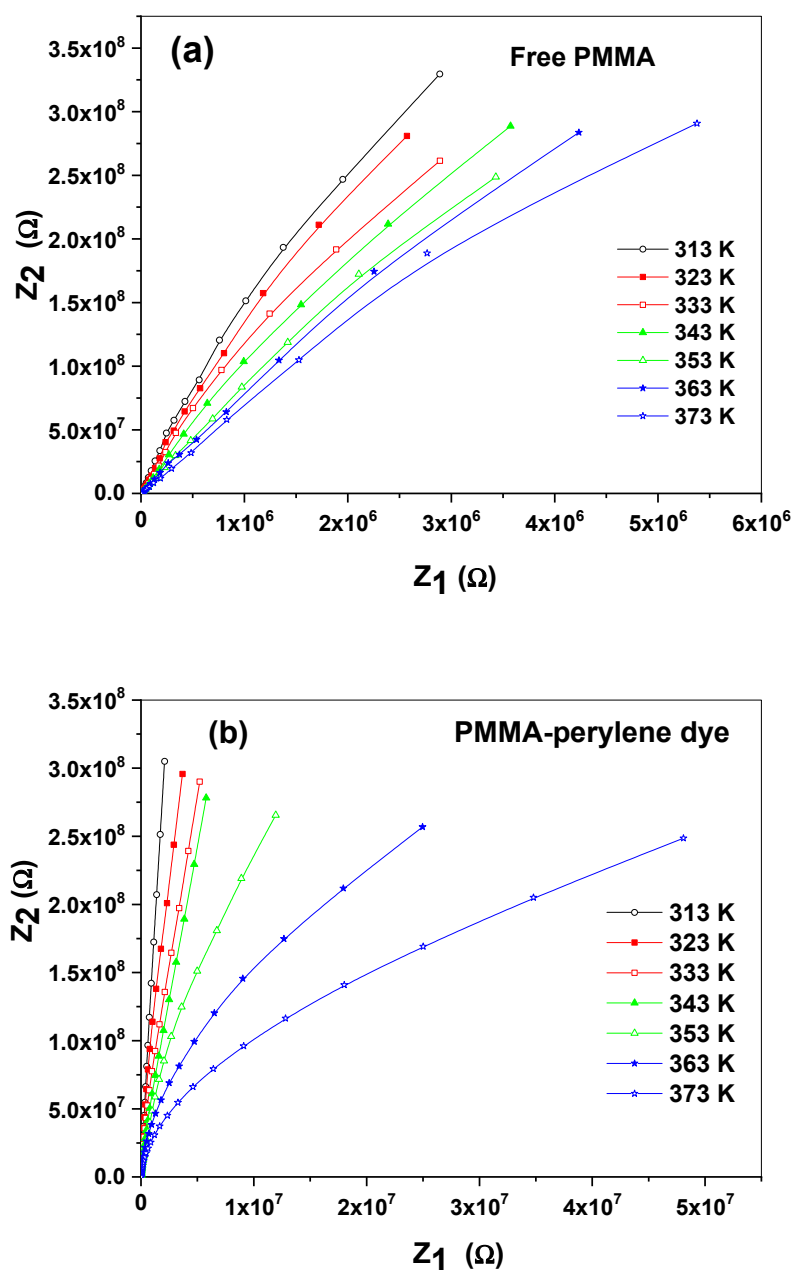 (a)
Free PMMA
3.5x10⁸
3.0x10⁸
2.5x10⁸
2.0x10⁸
1.5x10⁸
1.0x10⁸
5.0x10⁷
0.0
Z₂ (Ω)
313 K
323 K
333 K
343 K
353 K
363 K
373 K
0 1x10⁶ 2x10⁶ 3x10⁶ 4x10⁶ 5x10⁶ 6x10⁶
Z₁ (Ω)
(b)
PMMA-perylene dye
3.5x10⁸
3.0x10⁸
2.5x10⁸
2.0x10⁸
1.5x10⁸
1.0x10⁸
5.0x10⁷
0.0
Z₂ (Ω)
313 K
323 K
333 K
343 K
353 K
363 K
373 K
0 1x10⁷ 2x10⁷ 3x10⁷ 4x10⁷ 5x10⁷
Z₁ (Ω)